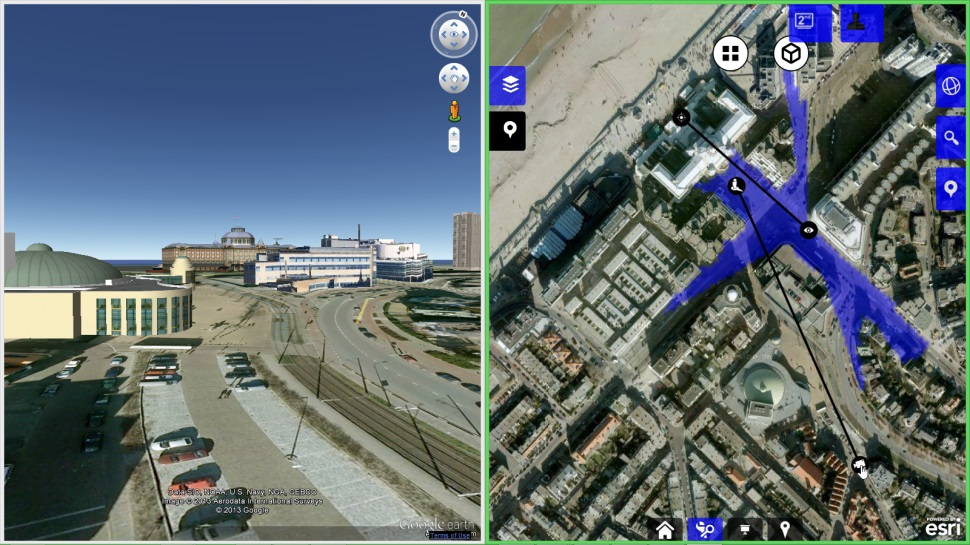 N
2nd
Data SIO, NOAA, U.S. Navy, NGA, GEBCO
Image © 2013 Aerodata International Surveys
© 2013 Google
Google earth
Terms of Use
POWERED BY
esri